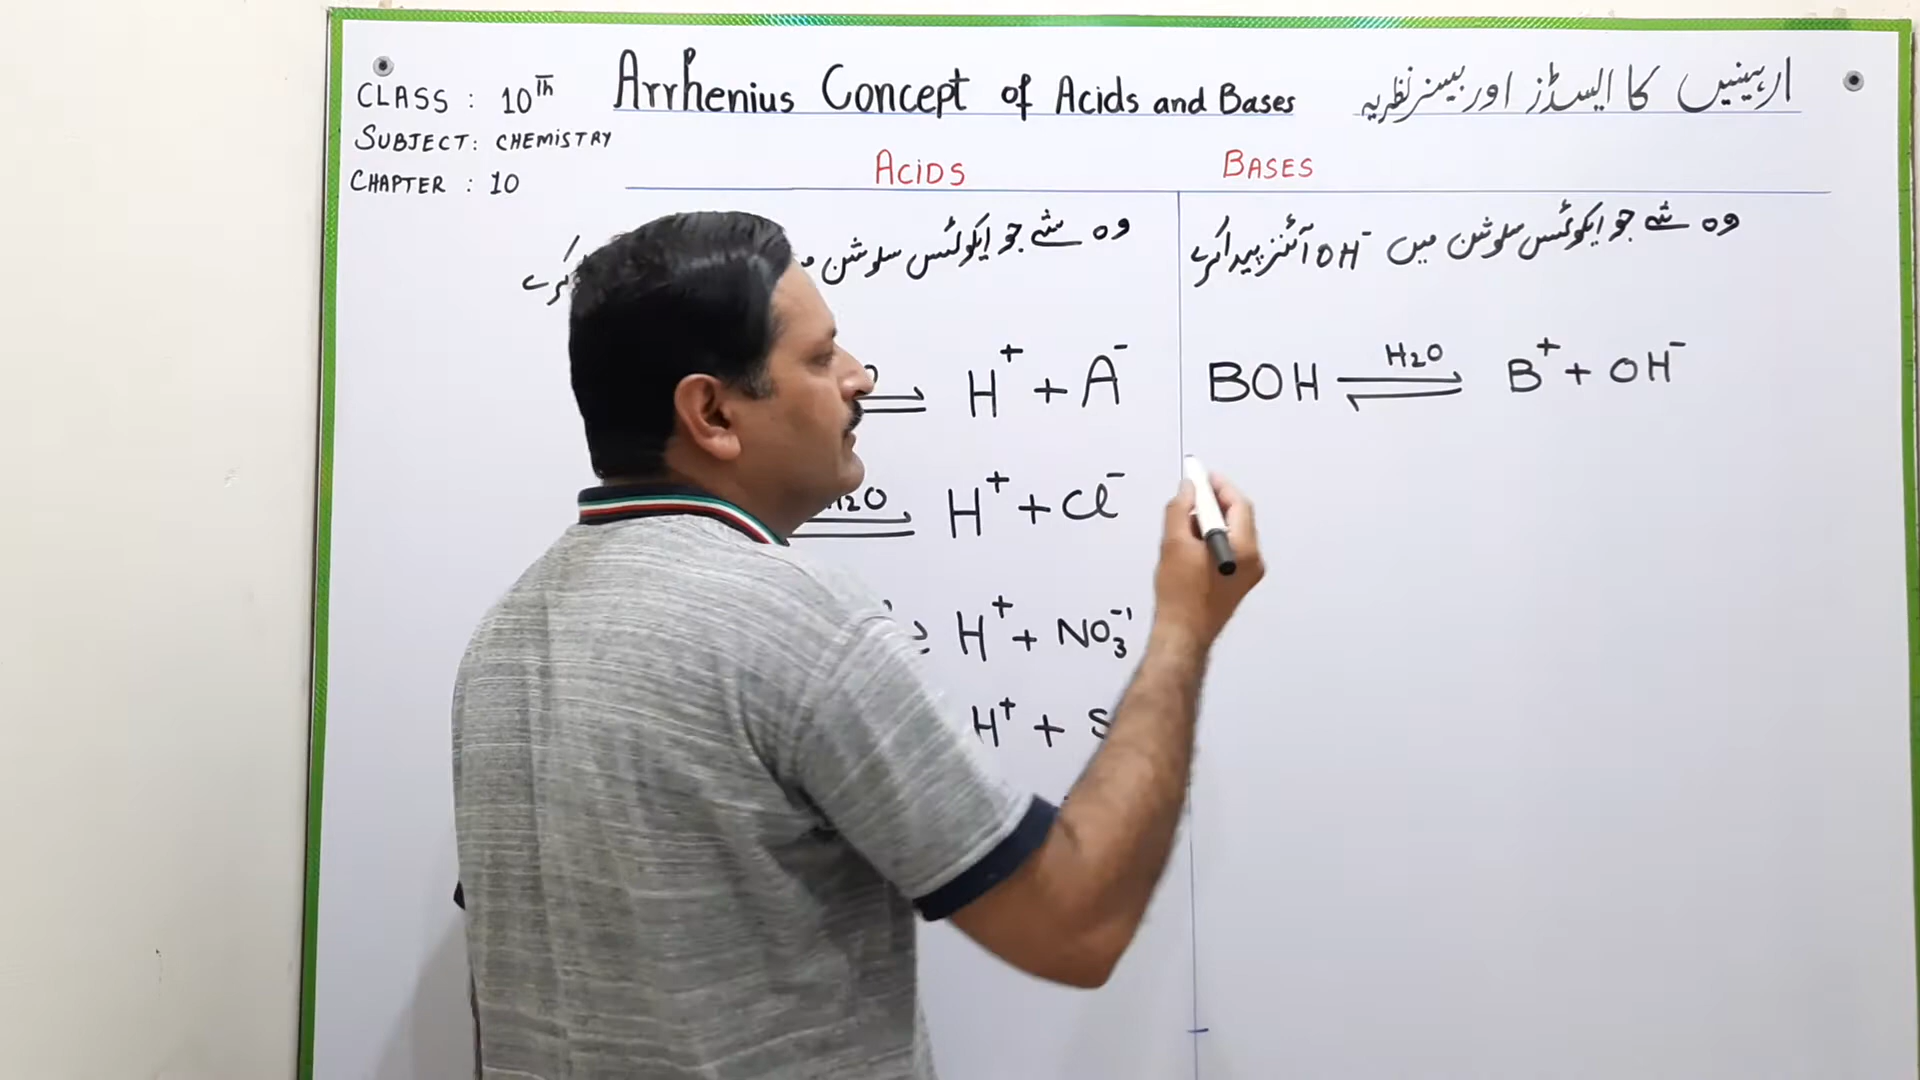 CLASS : 10th
Arrhenius Concept of Acids and Bases
ارہینیس کا ایسڈز اور بیسز نظریہ
SUBJECT: CHEMISTRY
CHAPTER : 10
ACIDS
BASES
وہ شے جو ایکوئس سلوشن
کرے
وہ شے جو ایکوئس سلوشن میں OH⁻ آئنز پیدا کرے
⇌ H⁺ + A⁻
BOH ⇌ H₂O B⁺ + OH⁻
H₂O ⇌ H⁺ + Cl⁻
⇌ H⁺ + NO₃⁻¹
H⁺ + S